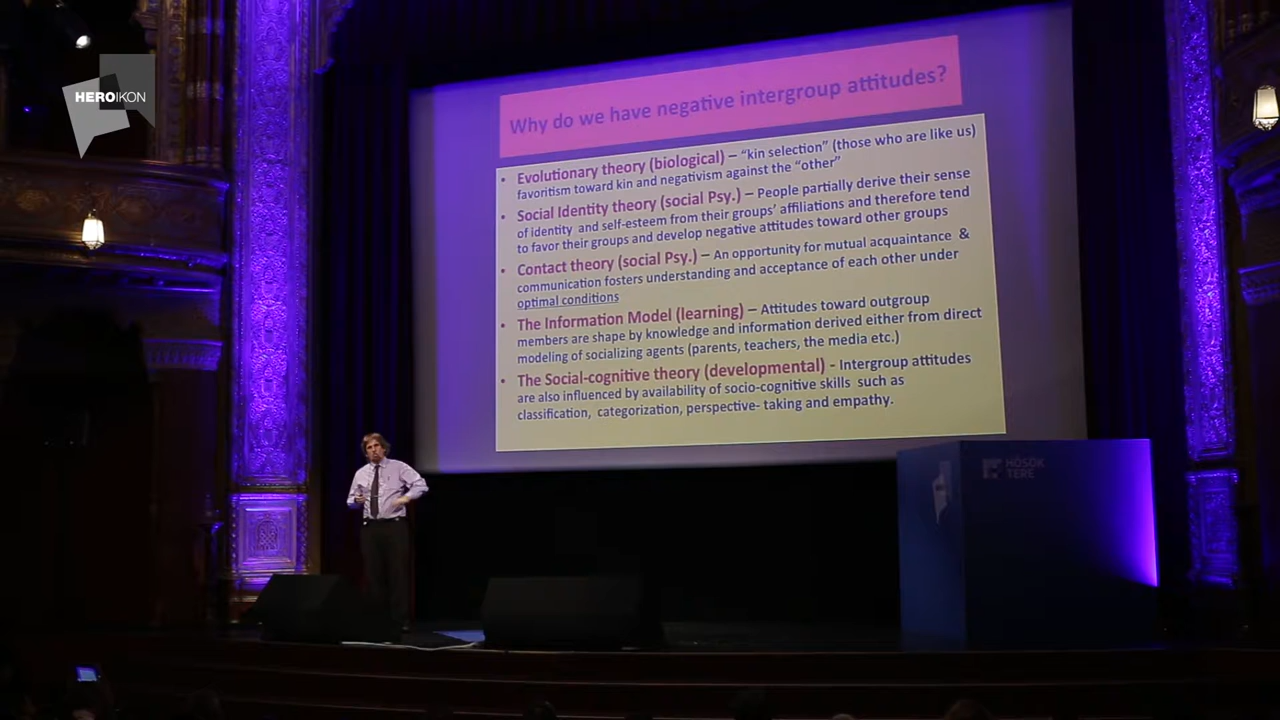 HEROIKON
Why do we have negative intergroup attitudes?
• Evolutionary theory (biological) – “kin selection” (those who are like us)
favoritism toward kin and negativism against the “other”
• Social Identity theory (social Psy.) – People partially derive their sense
of identity and self-esteem from their groups’ affiliations and therefore tend
to favor their groups and develop negative attitudes toward other groups
• Contact theory (social Psy.) – An opportunity for mutual acquaintance &
communication fosters understanding and acceptance of each other under
optimal conditions
• The Information Model (learning) – Attitudes toward outgroup
members are shape by knowledge and information derived either from direct
modeling of socializing agents (parents, teachers, the media etc.)
• The Social-cognitive theory (developmental) - Intergroup attitudes
are also influenced by availability of socio-cognitive skills such as
classification, categorization, perspective- taking and empathy.
HŐSÖK
TERE